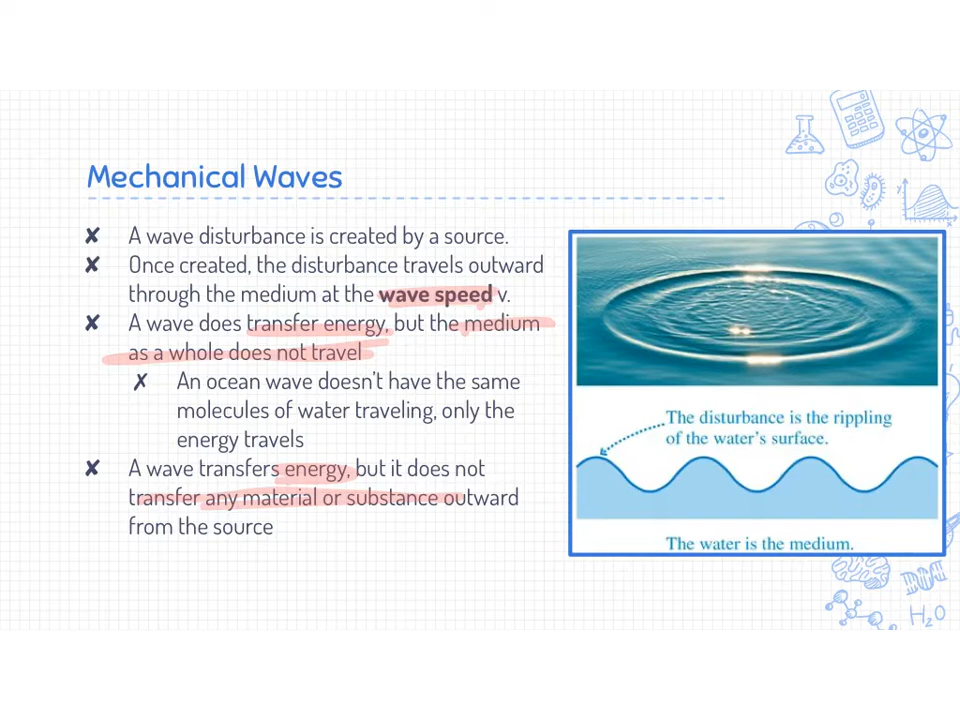 Mechanical Waves
✘ A wave disturbance is created by a source.
✘ Once created, the disturbance travels outward
through the medium at the wave speed v.
✘ A wave does transfer energy, but the medium
as a whole does not travel
✗ An ocean wave doesn't have the same
molecules of water traveling, only the
energy travels
✘ A wave transfers energy, but it does not
transfer any material or substance outward
from the source
The disturbance is the rippling
of the water's surface.
The water is the medium.
y
x
H₂O